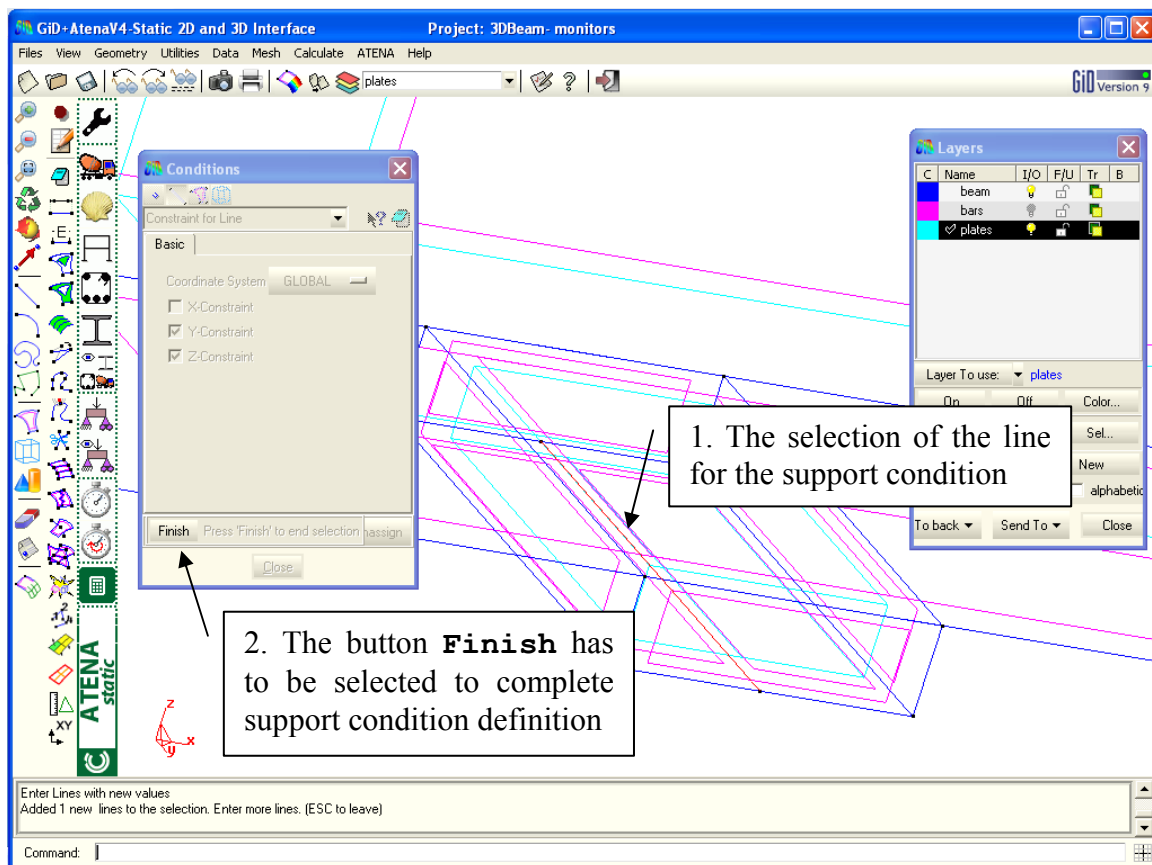 GiD+AtenaV4-Static 2D and 3D Interface Project: 3DBeam- monitors
Files View Geometry Utilities Data Mesh Calculate ATENA Help
plates
GiD Version 9
Conditions
Constraint for Line
Basic
Coordinate System GLOBAL
X-Constraint
Y-Constraint
Z-Constraint
Finish Press 'Finish' to end selection nassign
Close
Layers
C Name I/O F/U Tr B
beam
bars
plates
Layer To use: plates
On Off Color...
Sel...
New
alphabetic
To back Send To Close
1. The selection of the line
for the support condition
2. The button Finish has
to be selected to complete
support condition definition
:E:
ATENA
static
XY
z
x
y
Enter Lines with new values
Added 1 new lines to the selection. Enter more lines. (ESC to leave)
Command: